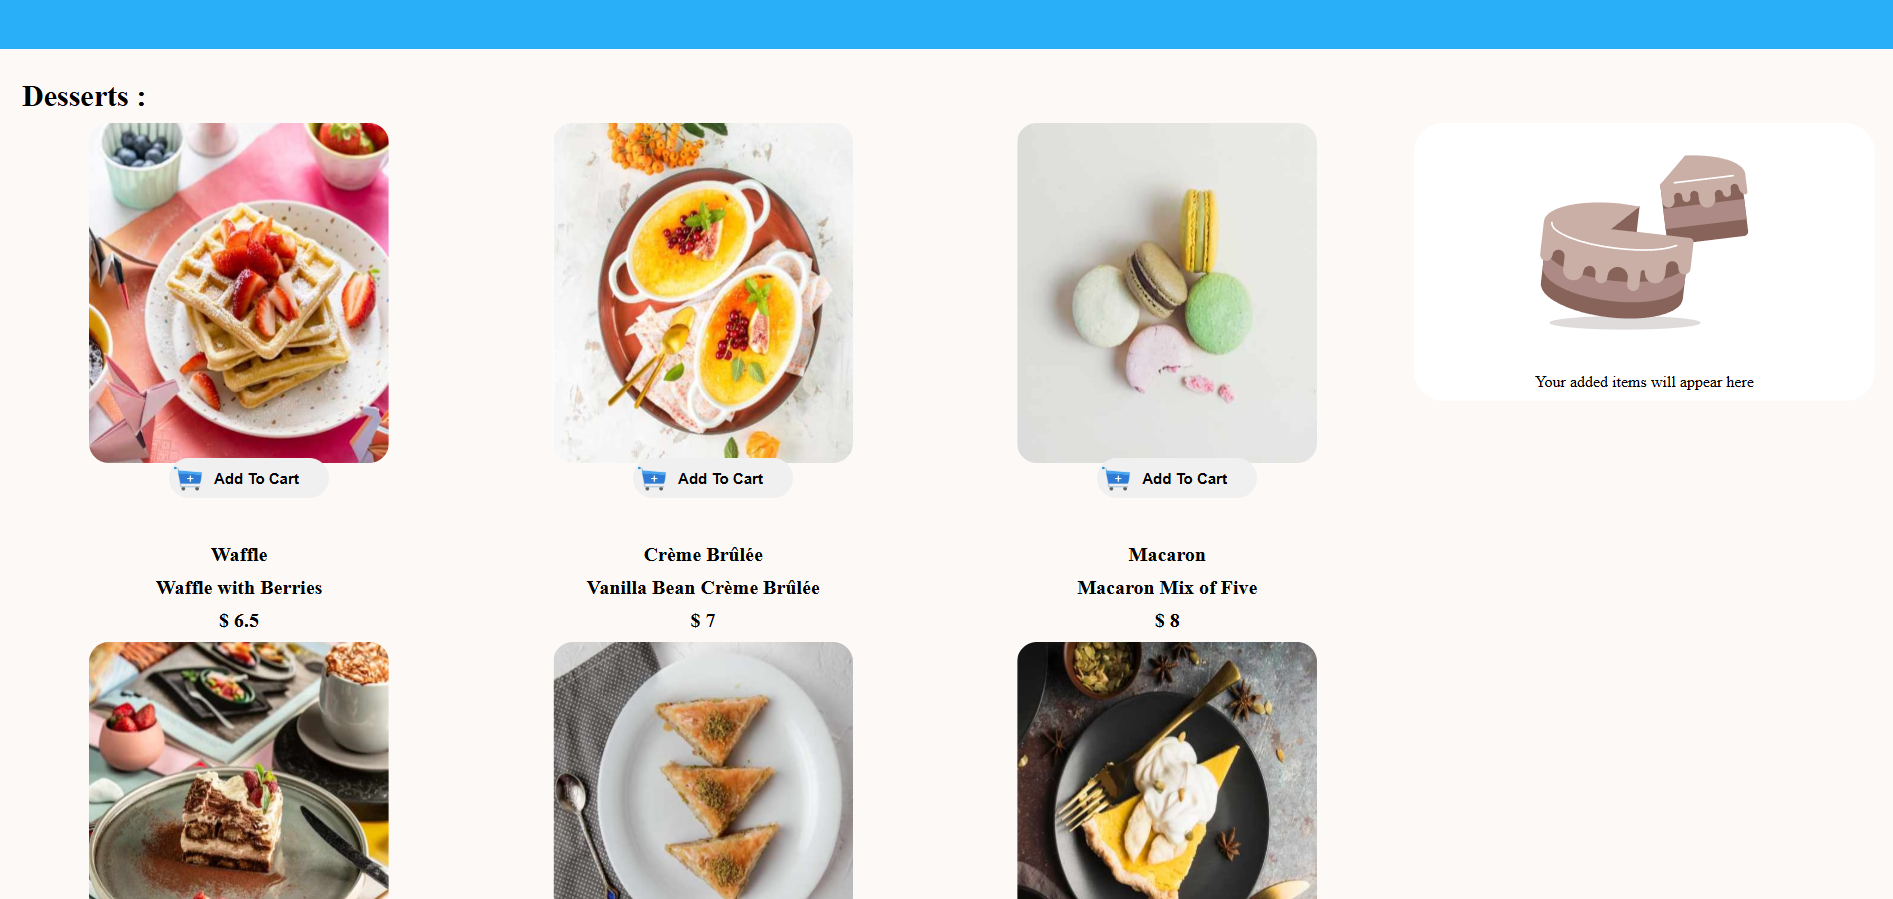 Desserts :
Add To Cart
Waffle
Waffle with Berries
$ 6.5
Add To Cart
Crème Brûlée
Vanilla Bean Crème Brûlée
$ 7
Add To Cart
Macaron
Macaron Mix of Five
$ 8
Your added items will appear here